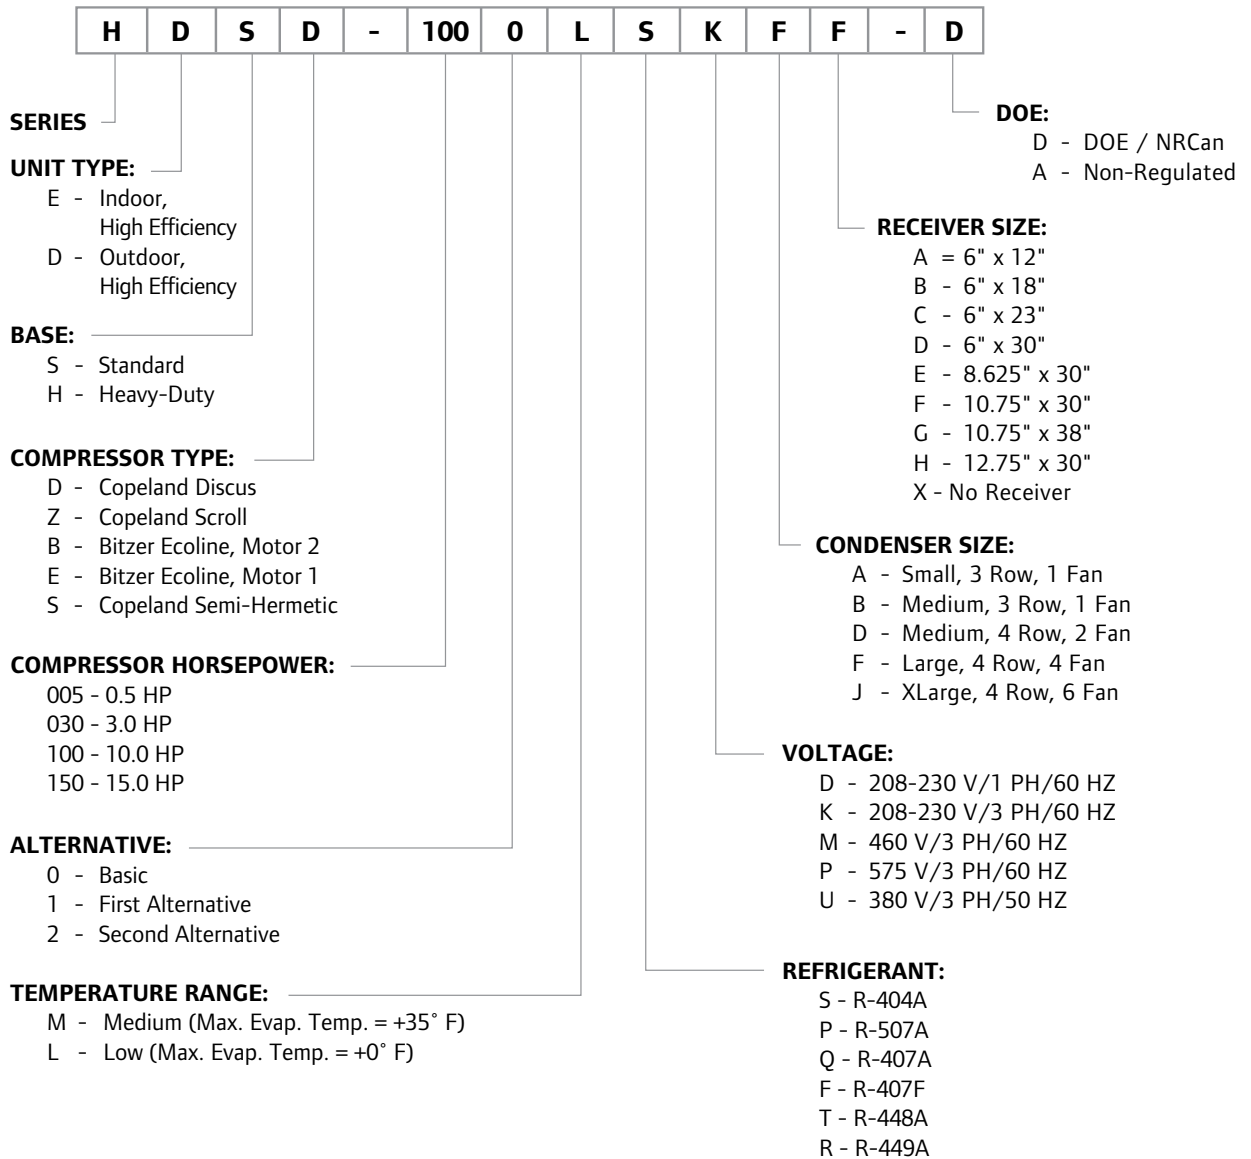 H D S D - 100 0 L S K F F - D
SERIES
UNIT TYPE:
E - Indoor,
High Efficiency
D - Outdoor,
High Efficiency
BASE:
S - Standard
H - Heavy-Duty
COMPRESSOR TYPE:
D - Copeland Discus
Z - Copeland Scroll
B - Bitzer Ecoline, Motor 2
E - Bitzer Ecoline, Motor 1
S - Copeland Semi-Hermetic
COMPRESSOR HORSEPOWER:
005 - 0.5 HP
030 - 3.0 HP
100 - 10.0 HP
150 - 15.0 HP
ALTERNATIVE:
0 - Basic
1 - First Alternative
2 - Second Alternative
TEMPERATURE RANGE:
M - Medium (Max. Evap. Temp. = +35˚ F)
L - Low (Max. Evap. Temp. = +0˚ F)
DOE:
D - DOE / NRCan
A - Non-Regulated
RECEIVER SIZE:
A = 6" x 12"
B - 6" x 18"
C - 6" x 23"
D - 6" x 30"
E - 8.625" x 30"
F - 10.75" x 30"
G - 10.75" x 38"
H - 12.75" x 30"
X - No Receiver
CONDENSER SIZE:
A - Small, 3 Row, 1 Fan
B - Medium, 3 Row, 1 Fan
D - Medium, 4 Row, 2 Fan
F - Large, 4 Row, 4 Fan
J - XLarge, 4 Row, 6 Fan
VOLTAGE:
D - 208-230 V/1 PH/60 HZ
K - 208-230 V/3 PH/60 HZ
M - 460 V/3 PH/60 HZ
P - 575 V/3 PH/60 HZ
U - 380 V/3 PH/50 HZ
REFRIGERANT:
S - R-404A
P - R-507A
Q - R-407A
F - R-407F
T - R-448A
R - R-449A